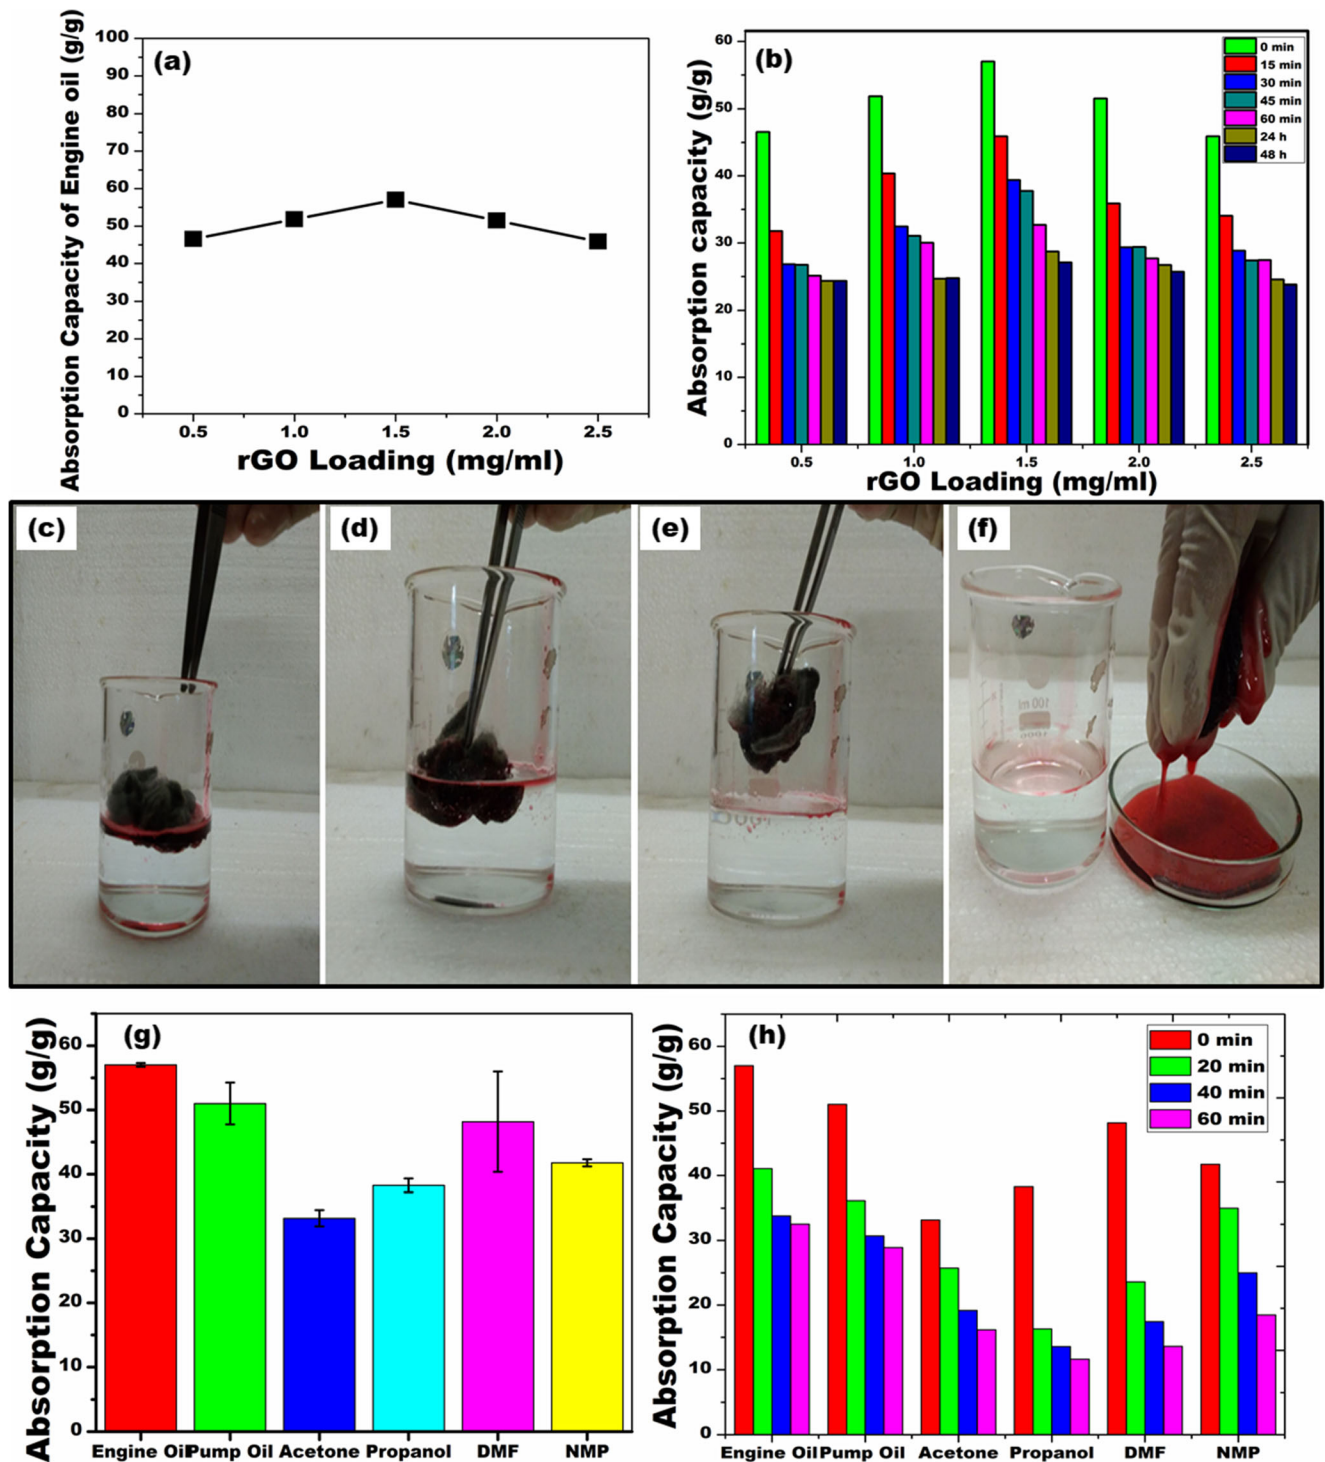 (a)
Absorption Capacity of Engine oil (g/g)
100
90
80
70
60
50
40
30
20
10
0
0.5 1.0 1.5 2.0 2.5
rGO Loading (mg/ml)
(b)
Absorption capacity (g/g)
60
50
40
30
20
10
0
0 min
15 min
30 min
45 min
60 min
24 h
48 h
0.5 1.0 1.5 2.0 2.5
rGO Loading (mg/ml)
(c)
(d)
(e)
(f)
100 ml
(g)
Absorption Capacity (g/g)
60
50
40
30
20
10
0
Engine Oil Pump Oil Acetone Propanol DMF NMP
(h)
Absorption Capacity (g/g)
60
50
40
30
20
10
0
0 min
20 min
40 min
60 min
Engine Oil Pump Oil Acetone Propanol DMF NMP